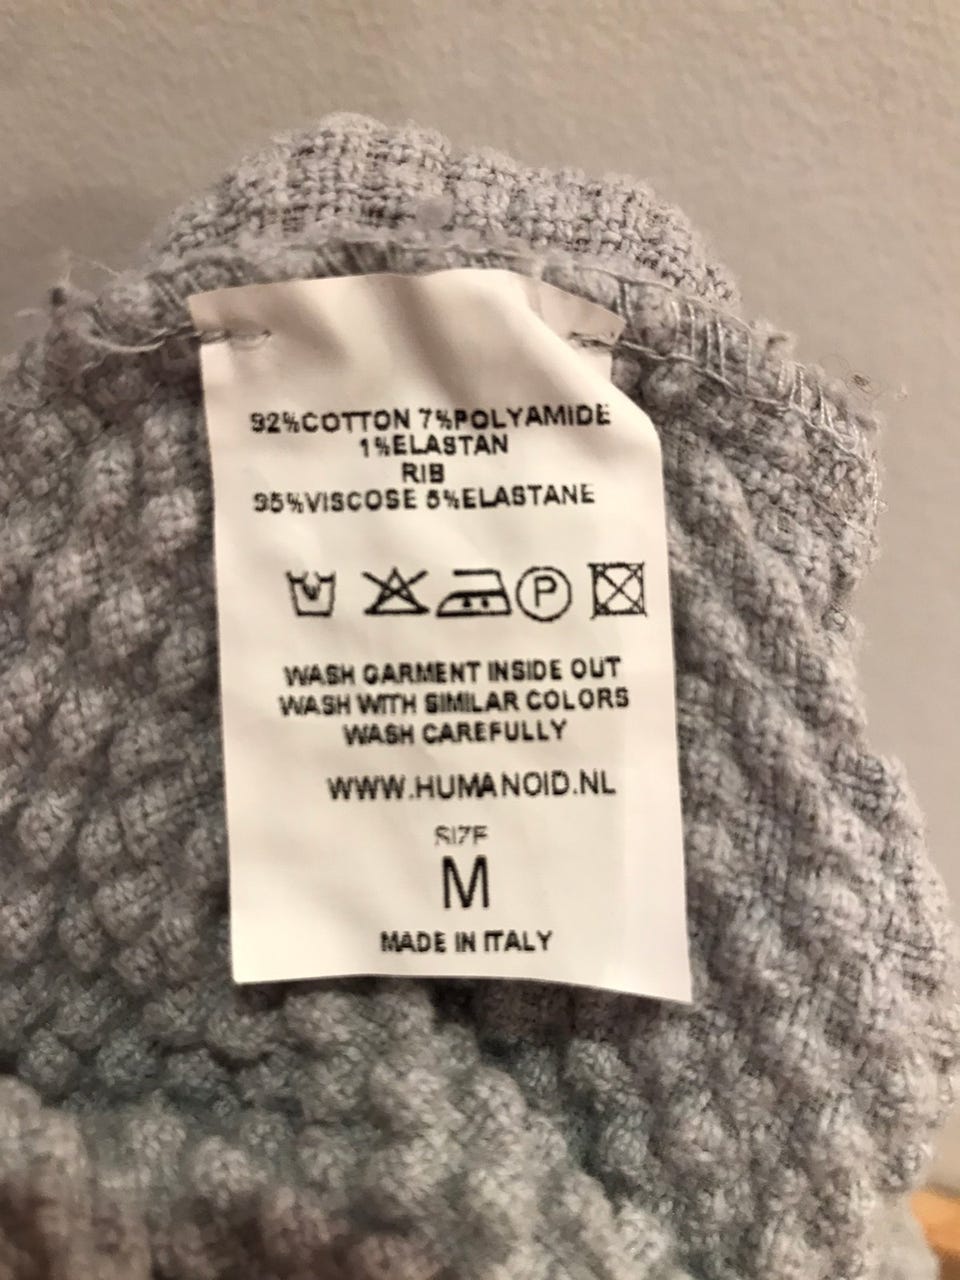 92%COTTON 7%POLYAMIDE
1%ELASTAN
RIB
95%VISCOSE 5%ELASTANE
P
WASH GARMENT INSIDE OUT
WASH WITH SIMILAR COLORS
WASH CAREFULLY
WWW.HUMANOID.NL
SIZE
M
MADE IN ITALY